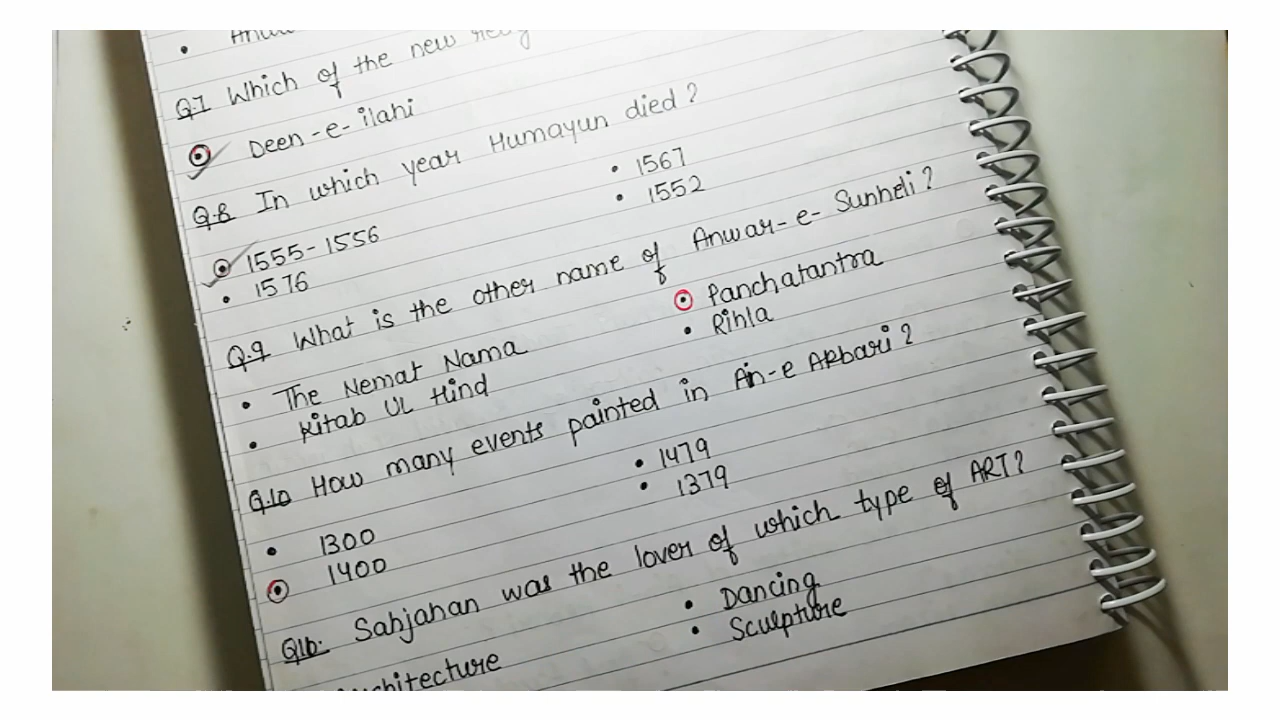 Q.7 Which of the new
Deen-e-ilahi
Q.8 In which year Humayun died?
1555-1556 • 1567
• 1576 • 1552
Q.9 What is the other name of Anwar-e-Sunheli?
• The Nemat Nama Panchatantra
• Kitab UL Hind • Rihla
Q.10 How many events painted in Ain-e Akbari?
• 1300 • 1479
1400 • 1379
Sahjahan was the lover of which type of ART?
Architecture • Dancing
• Sculpture